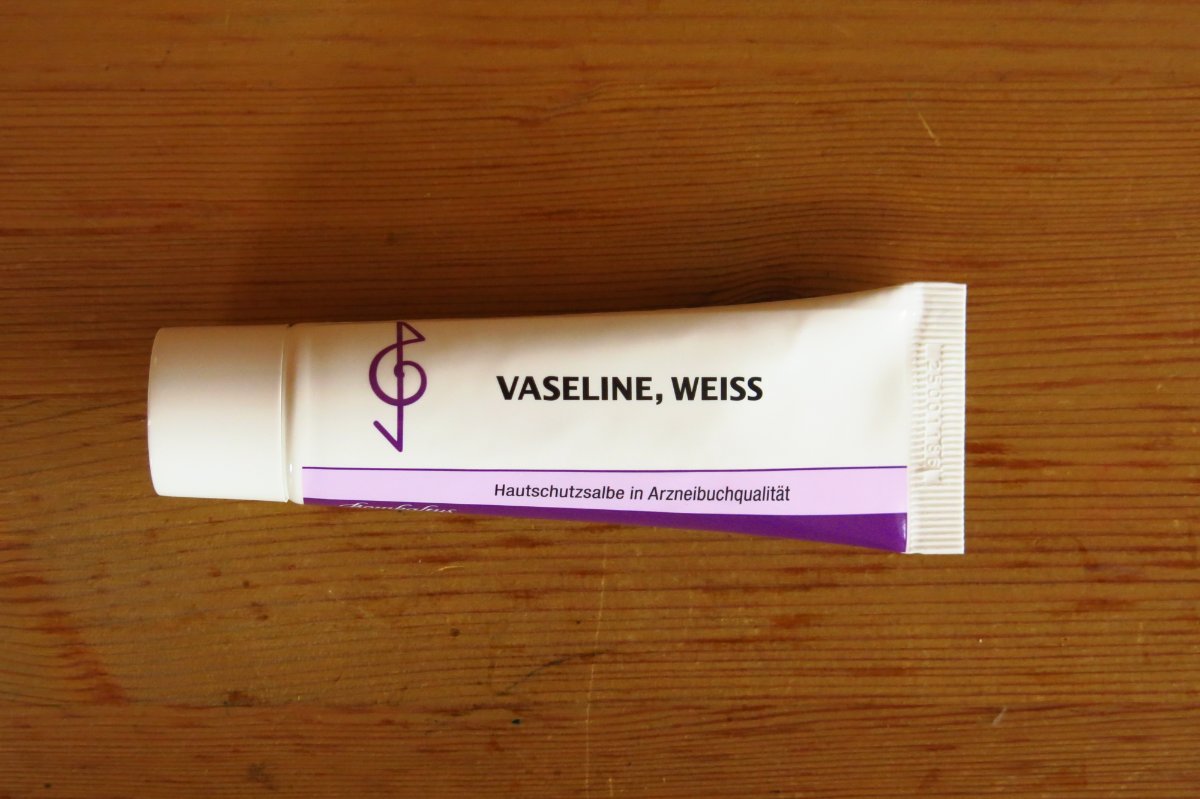 VASELINE, WEISS
Hautschutzsalbe in Arzneibuchqualität